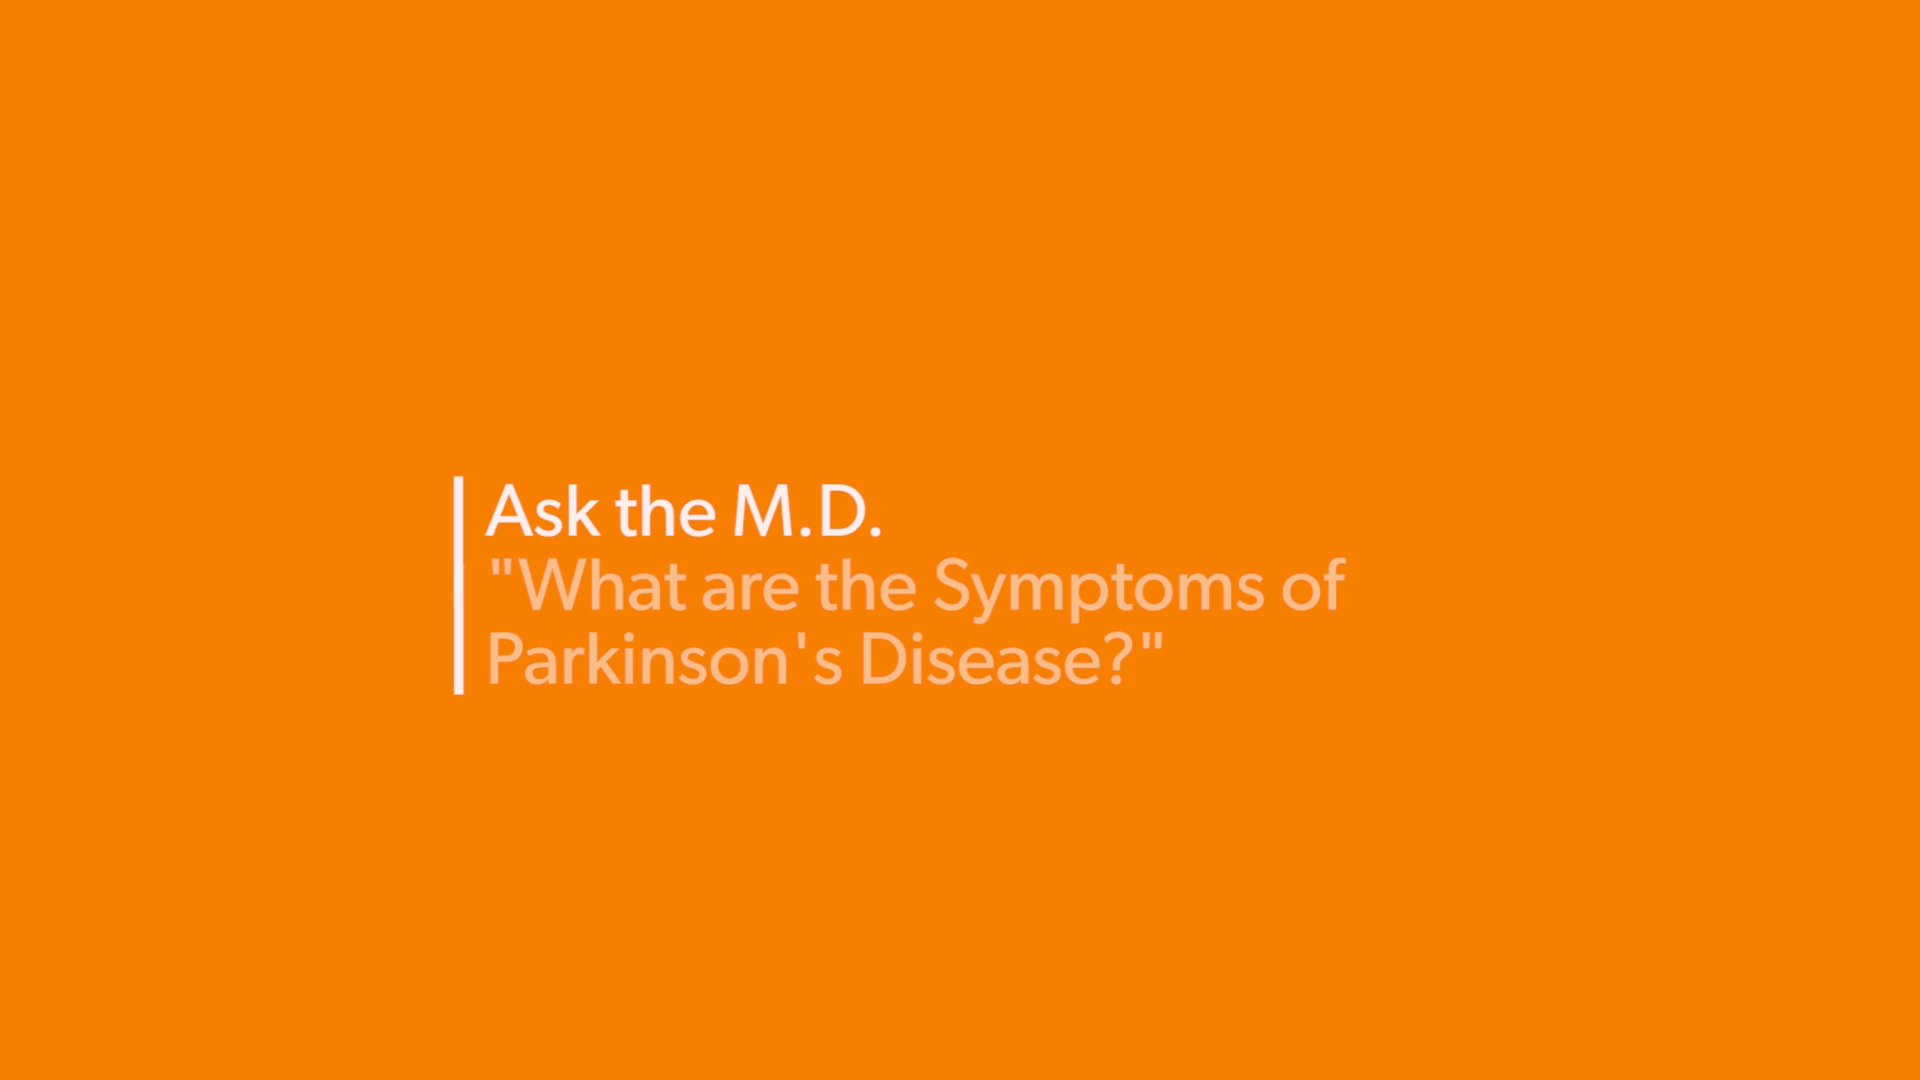 Ask the M.D.
"What are the Symptoms of
Parkinson's Disease?"